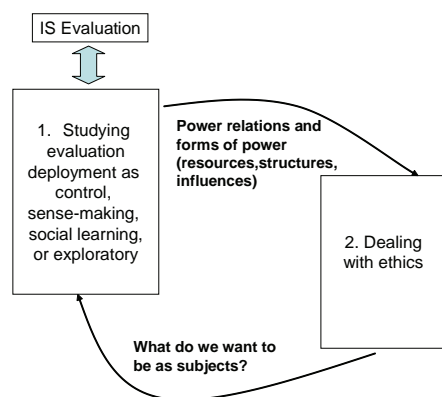 IS Evaluation
1. Studying
evaluation
deployment as
control,
sense-making,
social learning,
or exploratory
Power relations and
forms of power
(resources,structures,
influences)
2. Dealing
with ethics
What do we want to
be as subjects?